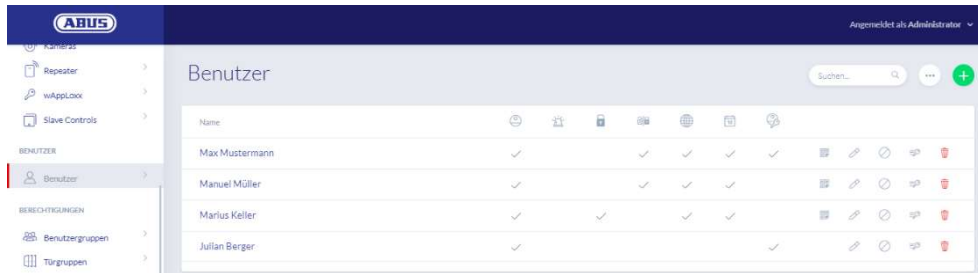 ABUS
Angemeldet als Administrator
Kameras
Repeater
wAppLoxx
Slave Controls
BENUTZER
Benutzer
BERECHTIGUNGEN
Benutzergruppen
Türgruppen
Benutzer
Suchen...
Name
Max Mustermann
Manuel Müller
Marius Keller
Julian Berger